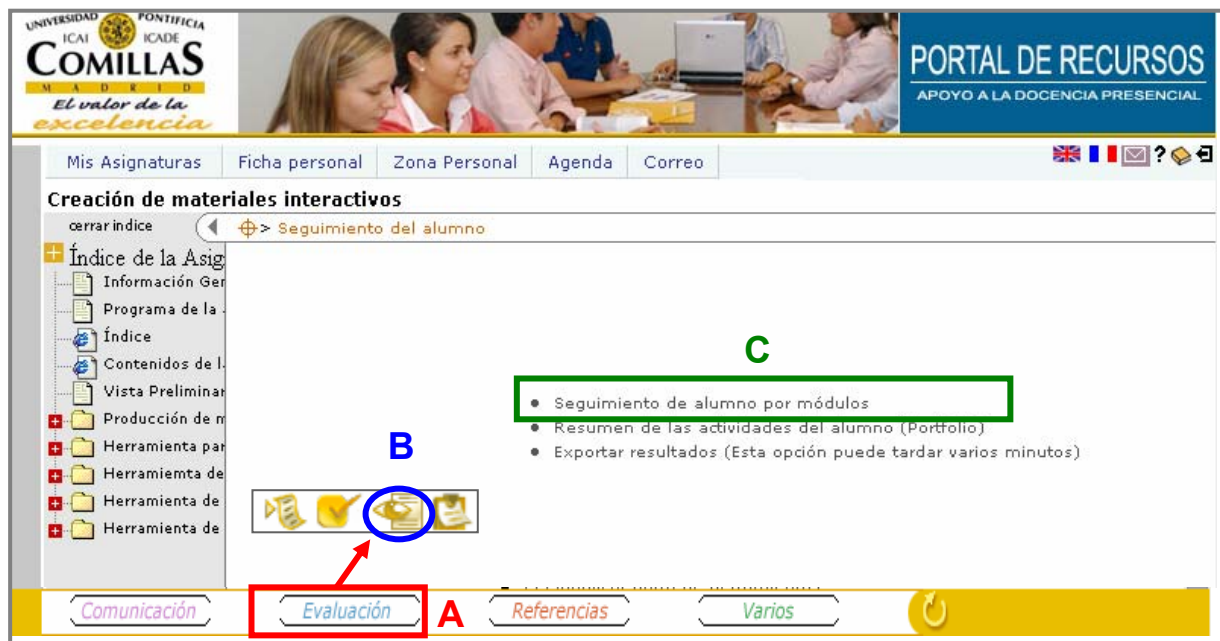 UNIVERSIDAD PONTIFICIA
ICAI ICADE
COMILLAS
MADRID
El valor de la
excelencia
PORTAL DE RECURSOS
APOYO A LA DOCENCIA PRESENCIAL
Mis Asignaturas Ficha personal Zona Personal Agenda Correo ?
Creación de materiales interactivos
cerrar indice > Seguimiento del alumno
Índice de la Asig
Información Ger
Programa de la
Índice
Contenidos de l
Vista Preliminar
Producción de m
Herramienta par
Herramiemta de
Herramienta de
Herramienta de
C
Seguimiento de alumno por módulos
Resumen de las actividades del alumno (Portfolio)
Exportar resultados (Esta opción puede tardar varios minutos)
B
Comunicación Evaluación A Referencias Varios